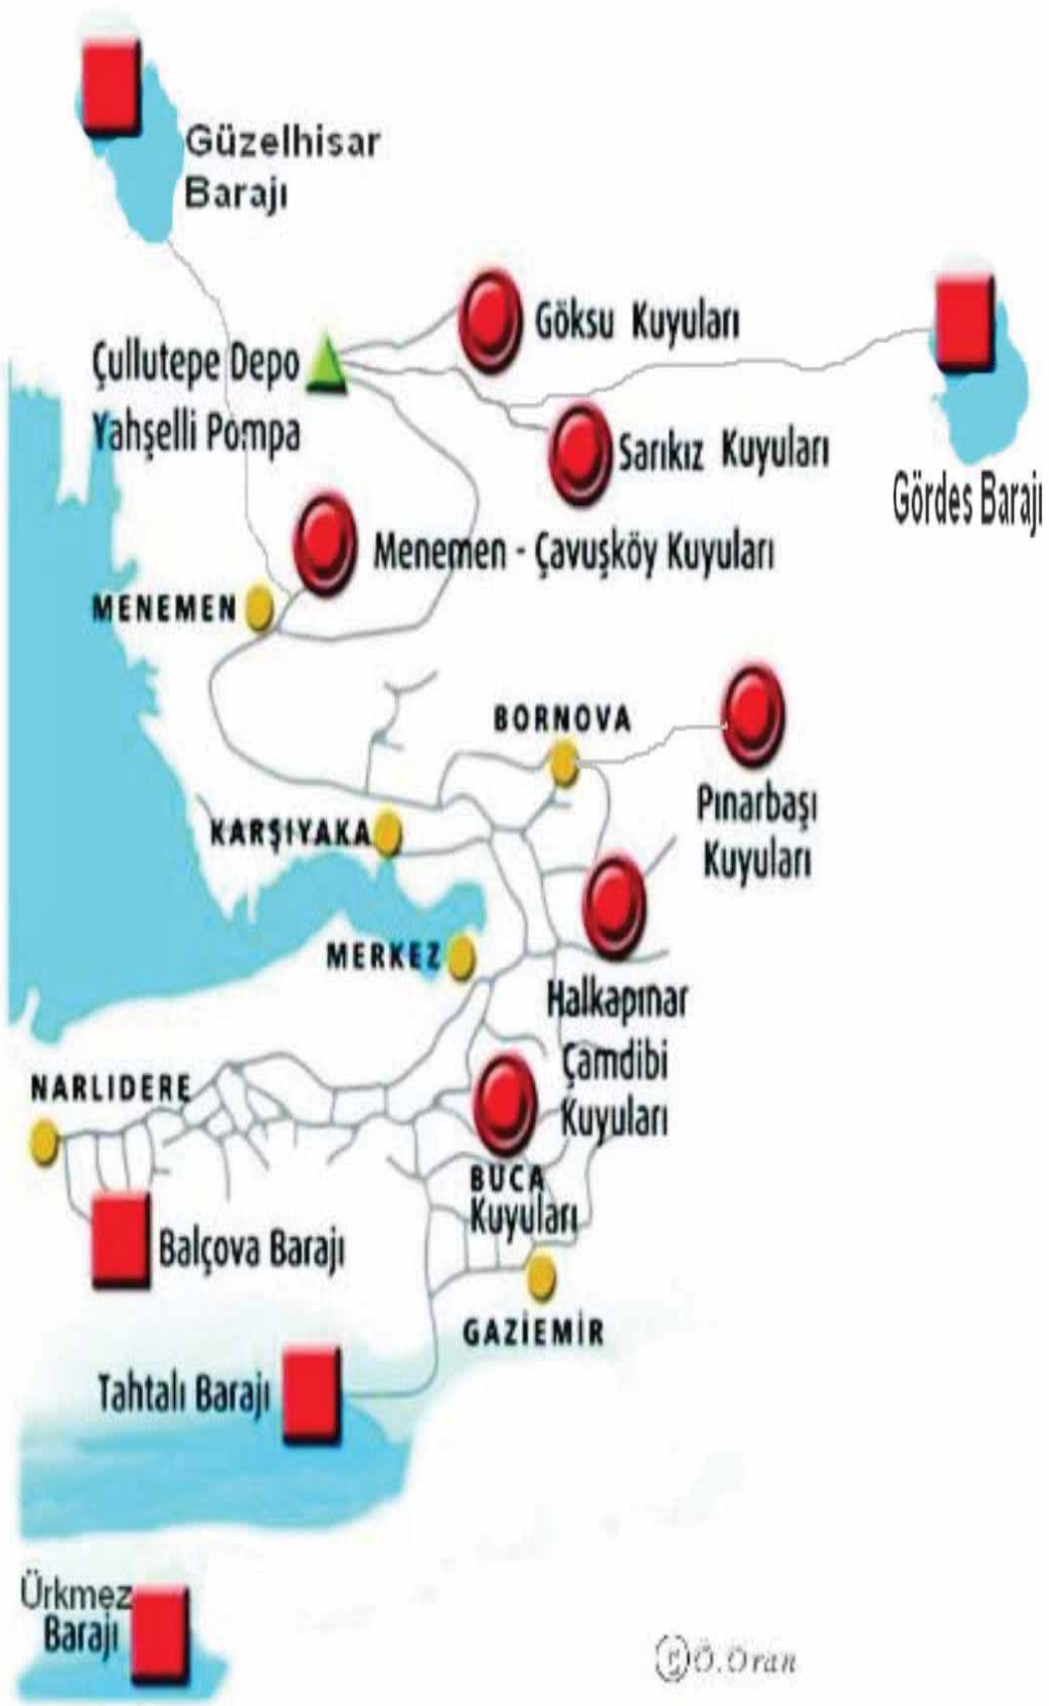 Güzelhisar
Barajı
Göksu Kuyuları
Çullutepe Depo
Yahşelli Pompa
Sarıkız Kuyuları
Gördes Barajı
Menemen - Çavuşköy Kuyuları
MENEMEN
BORNOVA
Pınarbaşı
Kuyuları
KARŞIYAKA
MERKEZ
Halkapınar
Çamdibi
Kuyuları
NARLIDERE
BUCA
Kuyuları
Balçova Barajı
GAZİEMİR
Tahtalı Barajı
Ürkmez
Barajı
©Ö.Oran